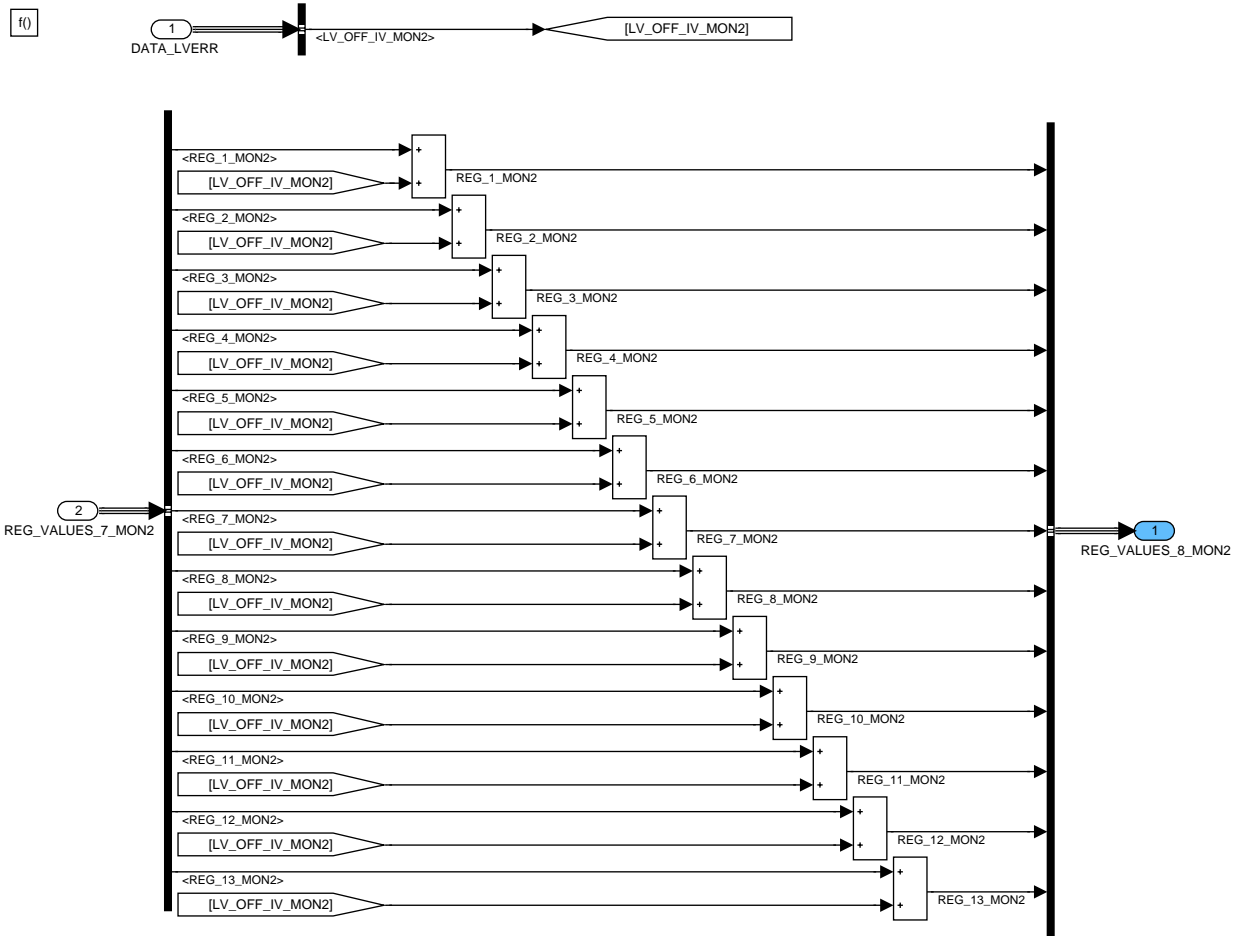 f()
1
DATA_LVERR
<LV_OFF_IV_MON2>
[LV_OFF_IV_MON2]
<REG_1_MON2>
[LV_OFF_IV_MON2]
+
+
REG_1_MON2
<REG_2_MON2>
[LV_OFF_IV_MON2]
+
+
REG_2_MON2
<REG_3_MON2>
[LV_OFF_IV_MON2]
+
+
REG_3_MON2
<REG_4_MON2>
[LV_OFF_IV_MON2]
+
+
REG_4_MON2
<REG_5_MON2>
[LV_OFF_IV_MON2]
+
+
REG_5_MON2
<REG_6_MON2>
[LV_OFF_IV_MON2]
+
+
REG_6_MON2
2
REG_VALUES_7_MON2
<REG_7_MON2>
[LV_OFF_IV_MON2]
+
+
REG_7_MON2
1
REG_VALUES_8_MON2
<REG_8_MON2>
[LV_OFF_IV_MON2]
+
+
REG_8_MON2
<REG_9_MON2>
[LV_OFF_IV_MON2]
+
+
REG_9_MON2
<REG_10_MON2>
[LV_OFF_IV_MON2]
+
+
REG_10_MON2
<REG_11_MON2>
[LV_OFF_IV_MON2]
+
+
REG_11_MON2
<REG_12_MON2>
[LV_OFF_IV_MON2]
+
+
REG_12_MON2
<REG_13_MON2>
[LV_OFF_IV_MON2]
+
+
REG_13_MON2